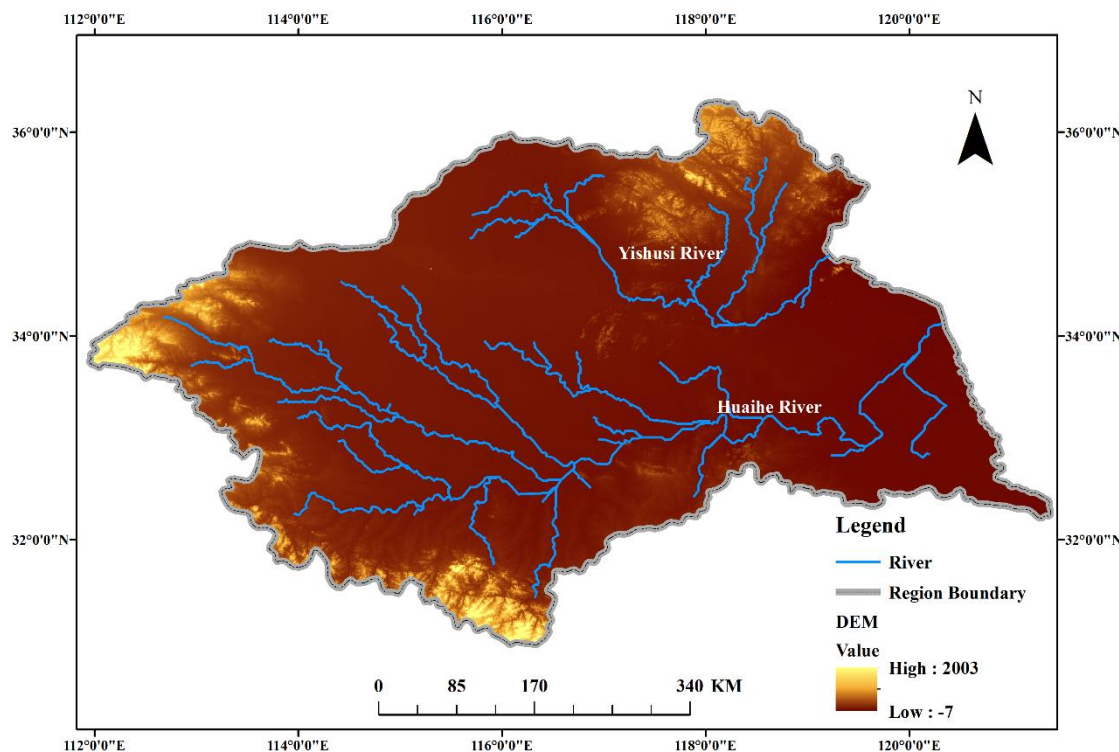 112°0'0"E
114°0'0"E
116°0'0"E
118°0'0"E
120°0'0"E
N
36°0'0"N
36°0'0"N
Yishusi River
34°0'0"N
34°0'0"N
Huaihe River
32°0'0"N
32°0'0"N
Legend
River
Region Boundary
DEM
Value
High : 2003
Low : -7
0 85 170 340 KM
112°0'0"E
114°0'0"E
116°0'0"E
118°0'0"E
120°0'0"E